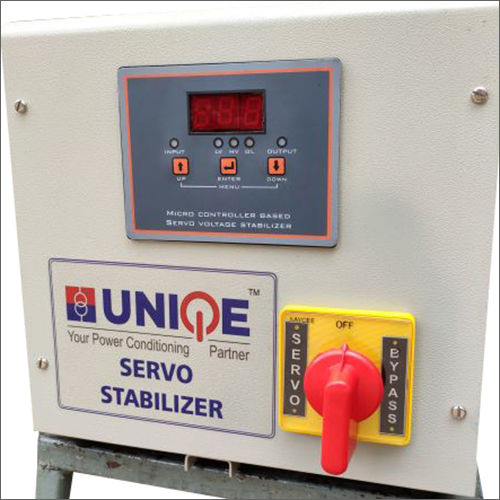 INPUT LV HV OL OUTPUT
UP ENTER DOWN
MENU
MICRO CONTROLLER BASED
SERVO VOLTAGE STABILIZER
UNIQE TM
Your Power Conditioning Partner
SERVO
STABILIZER
OFF
SERVO
BYPASS